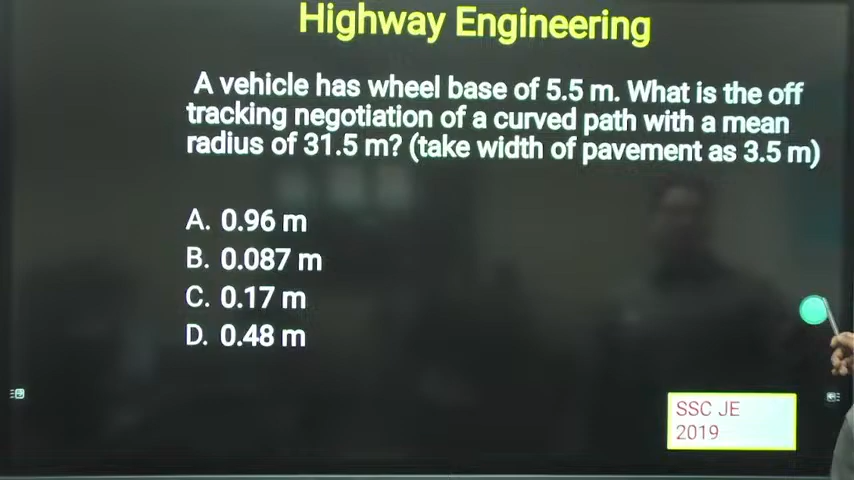 Highway Engineering
A vehicle has wheel base of 5.5 m. What is the off
tracking negotiation of a curved path with a mean
radius of 31.5 m? (take width of pavement as 3.5 m)
A. 0.96 m
B. 0.087 m
C. 0.17 m
D. 0.48 m
SSC JE
2019